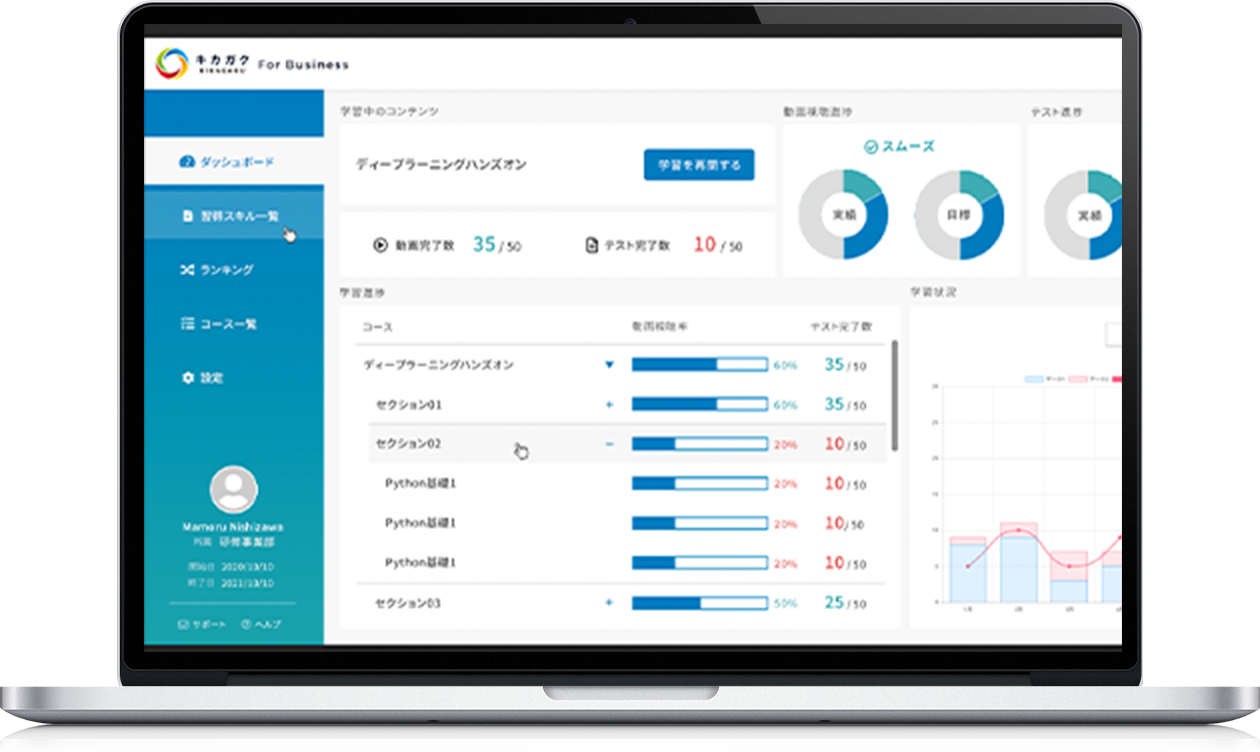 キカガク
KIKAGAKU
For Business
ダッシュボード
習得スキル一覧
ランキング
コース一覧
設定
Mamoru Nishizawa
所属 研修事業部
開始日 2020/10/10
終了日 2021/10/10
サポート ヘルプ
学習中のコンテンツ
ディープラーニングハンズオン
学習を再開する
動画完了数 35 / 50
テスト完了数 10 / 50
動画視聴進捗
スムーズ
実績
目標
テスト進捗
実績
学習進捗
コース 動画視聴率 テスト完了数
ディープラーニングハンズオン 60% 35 / 50
セクション01 60% 35 / 50
セクション02 20% 10 / 50
Python基礎1 20% 10 / 50
Python基礎1 20% 10/ 50
Python基礎1 20% 10 / 50
セクション03 50% 25 / 50
学習状況